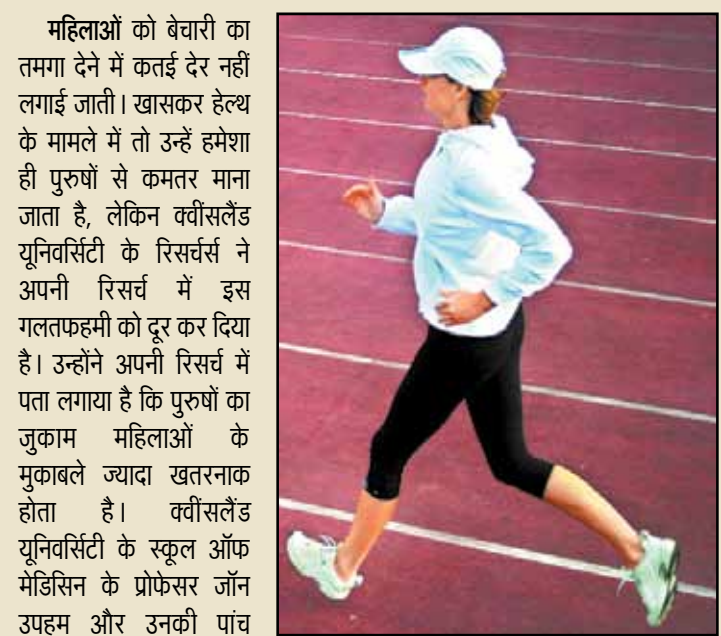 महिलाओं को बेचारी का
तमगा देने में कतई देर नहीं
लगाई जाती। खासकर हेल्थ
के मामले में तो उन्हें हमेशा
ही पुरुषों से कमतर माना
जाता है, लेकिन क्वींसलैंड
यूनिवर्सिटी के रिसर्चर्स ने
अपनी रिसर्च में इस
गलतफहमी को दूर कर दिया
है। उन्होंने अपनी रिसर्च में
पता लगाया है कि पुरुषों का
जुकाम महिलाओं के
मुकाबले ज्यादा खतरनाक
होता है। क्वींसलैंड
यूनिवर्सिटी के स्कूल ऑफ
मेडिसिन के प्रोफेसर जॉन
उपहम और उनकी पांच